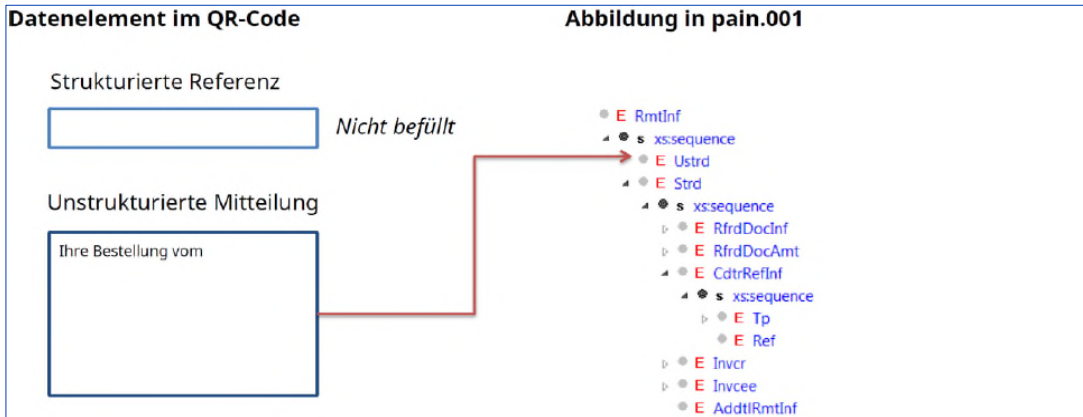 Datenelement im QR-Code
Abbildung in pain.001
Strukturierte Referenz
Nicht befüllt
Unstrukturierte Mitteilung
Ihre Bestellung vom
E RmtInf
s xs:sequence
E Ustrd
E Strd
s xs:sequence
E RfrdDocInf
E RfrdDocAmt
E CdtrRefInf
s xs:sequence
E Tp
E Ref
E Invcr
E Invcee
E AddtlRmtInf